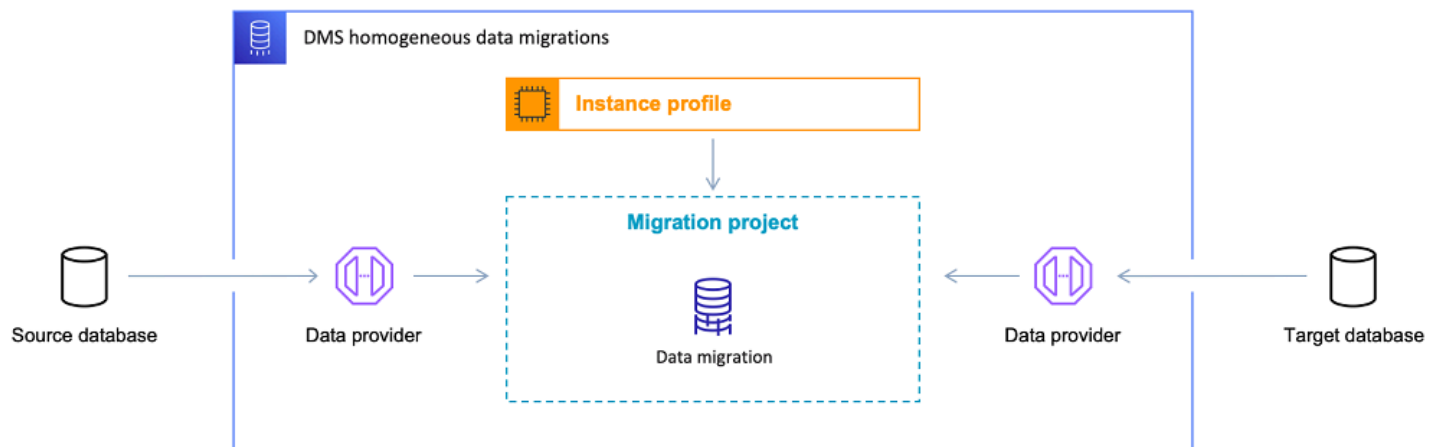 DMS homogeneous data migrations
Instance profile
Migration project
Source database
Data provider
Data migration
Data provider
Target database